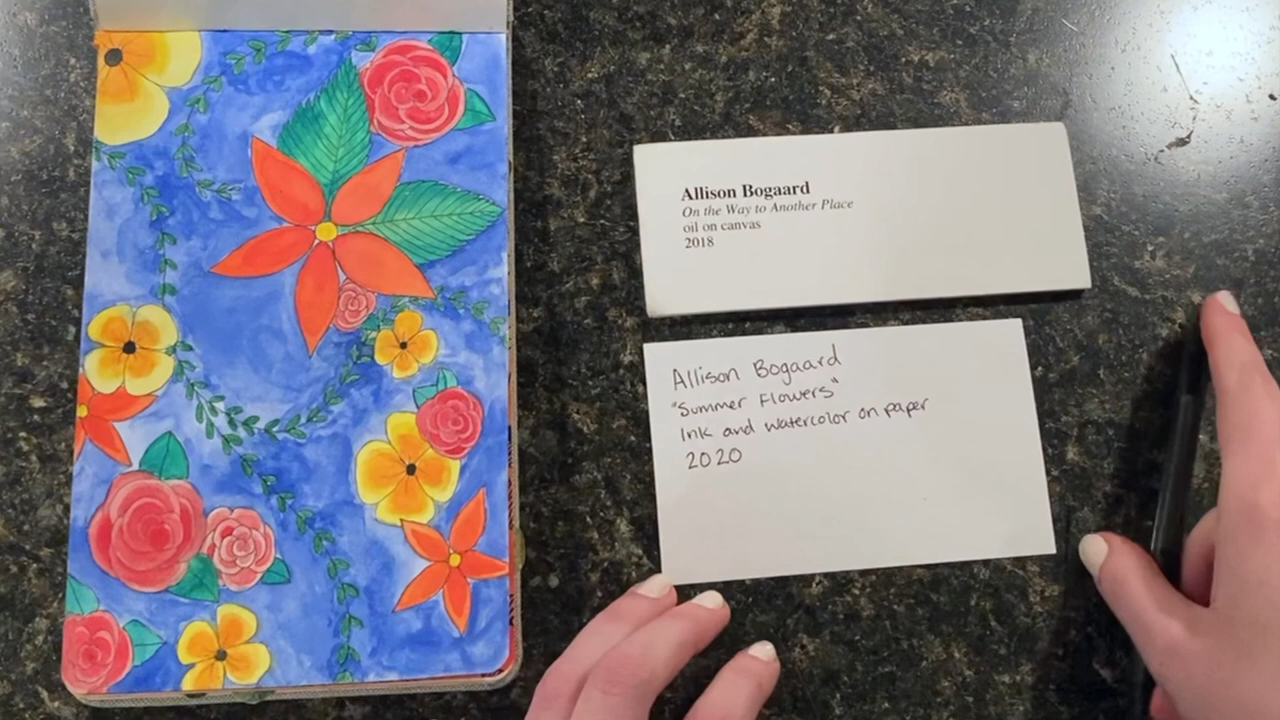 Allison Bogaard
On the Way to Another Place
oil on canvas
2018
Allison Bogaard
"Summer Flowers"
Ink and watercolor on paper
2020